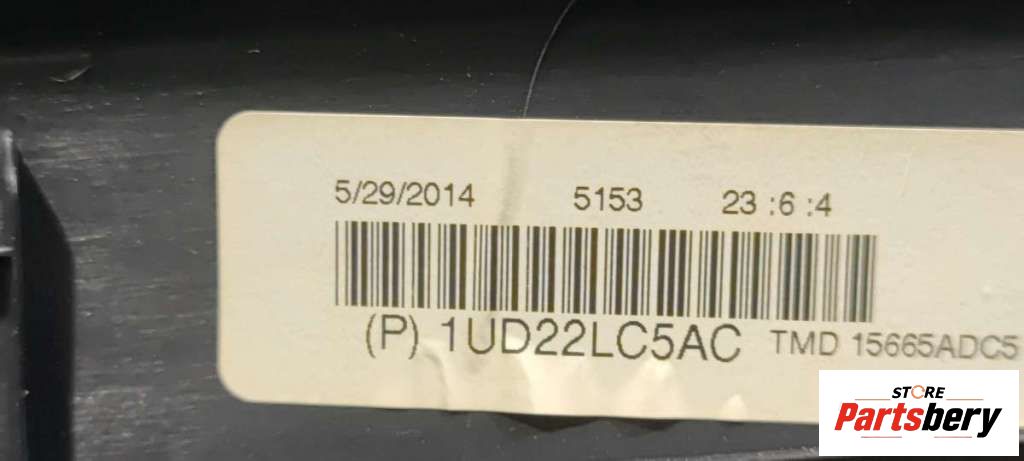 5/29/2014 5153 23 :6 :4
(P) 1UD22LC5AC TMD 15665ADC5
STORE
Partsbery